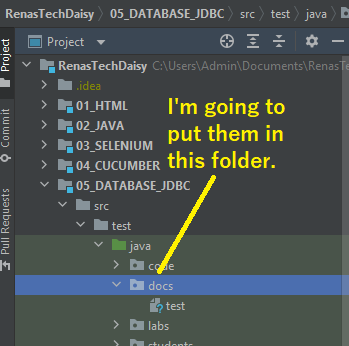 RenasTechDaisy › 05_DATABASE_JDBC › src › test › java ›
Project
Project
RenasTechDaisy C:\Users\Admin\Documents\RenasT
.idea
01_HTML
02_JAVA
03_SELENIUM
04_CUCUMBER
05_DATABASE_JDBC
src
test
java
code
docs
test
labs
students
I'm going to
put them in
this folder.
Commit
Pull Requests